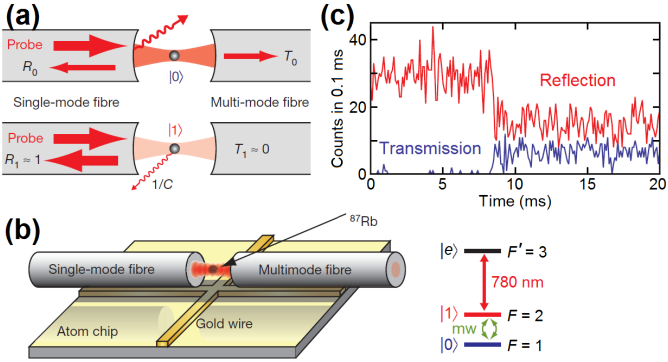 (a)
Probe
R0
|0⟩
T0
Single-mode fibre
Multi-mode fibre
Probe
|1⟩
R1 ≃ 1
T1 ≈ 0
1/C
(c)
Counts in 0.1 ms
40
20
0
Reflection
Transmission
0
5
10
15
20
Time (ms)
(b)
87Rb
Single-mode fibre
Multimode fibre
Atom chip
Gold wire
|e⟩
F′ = 3
780 nm
|1⟩
F = 2
mw
|0⟩
F = 1